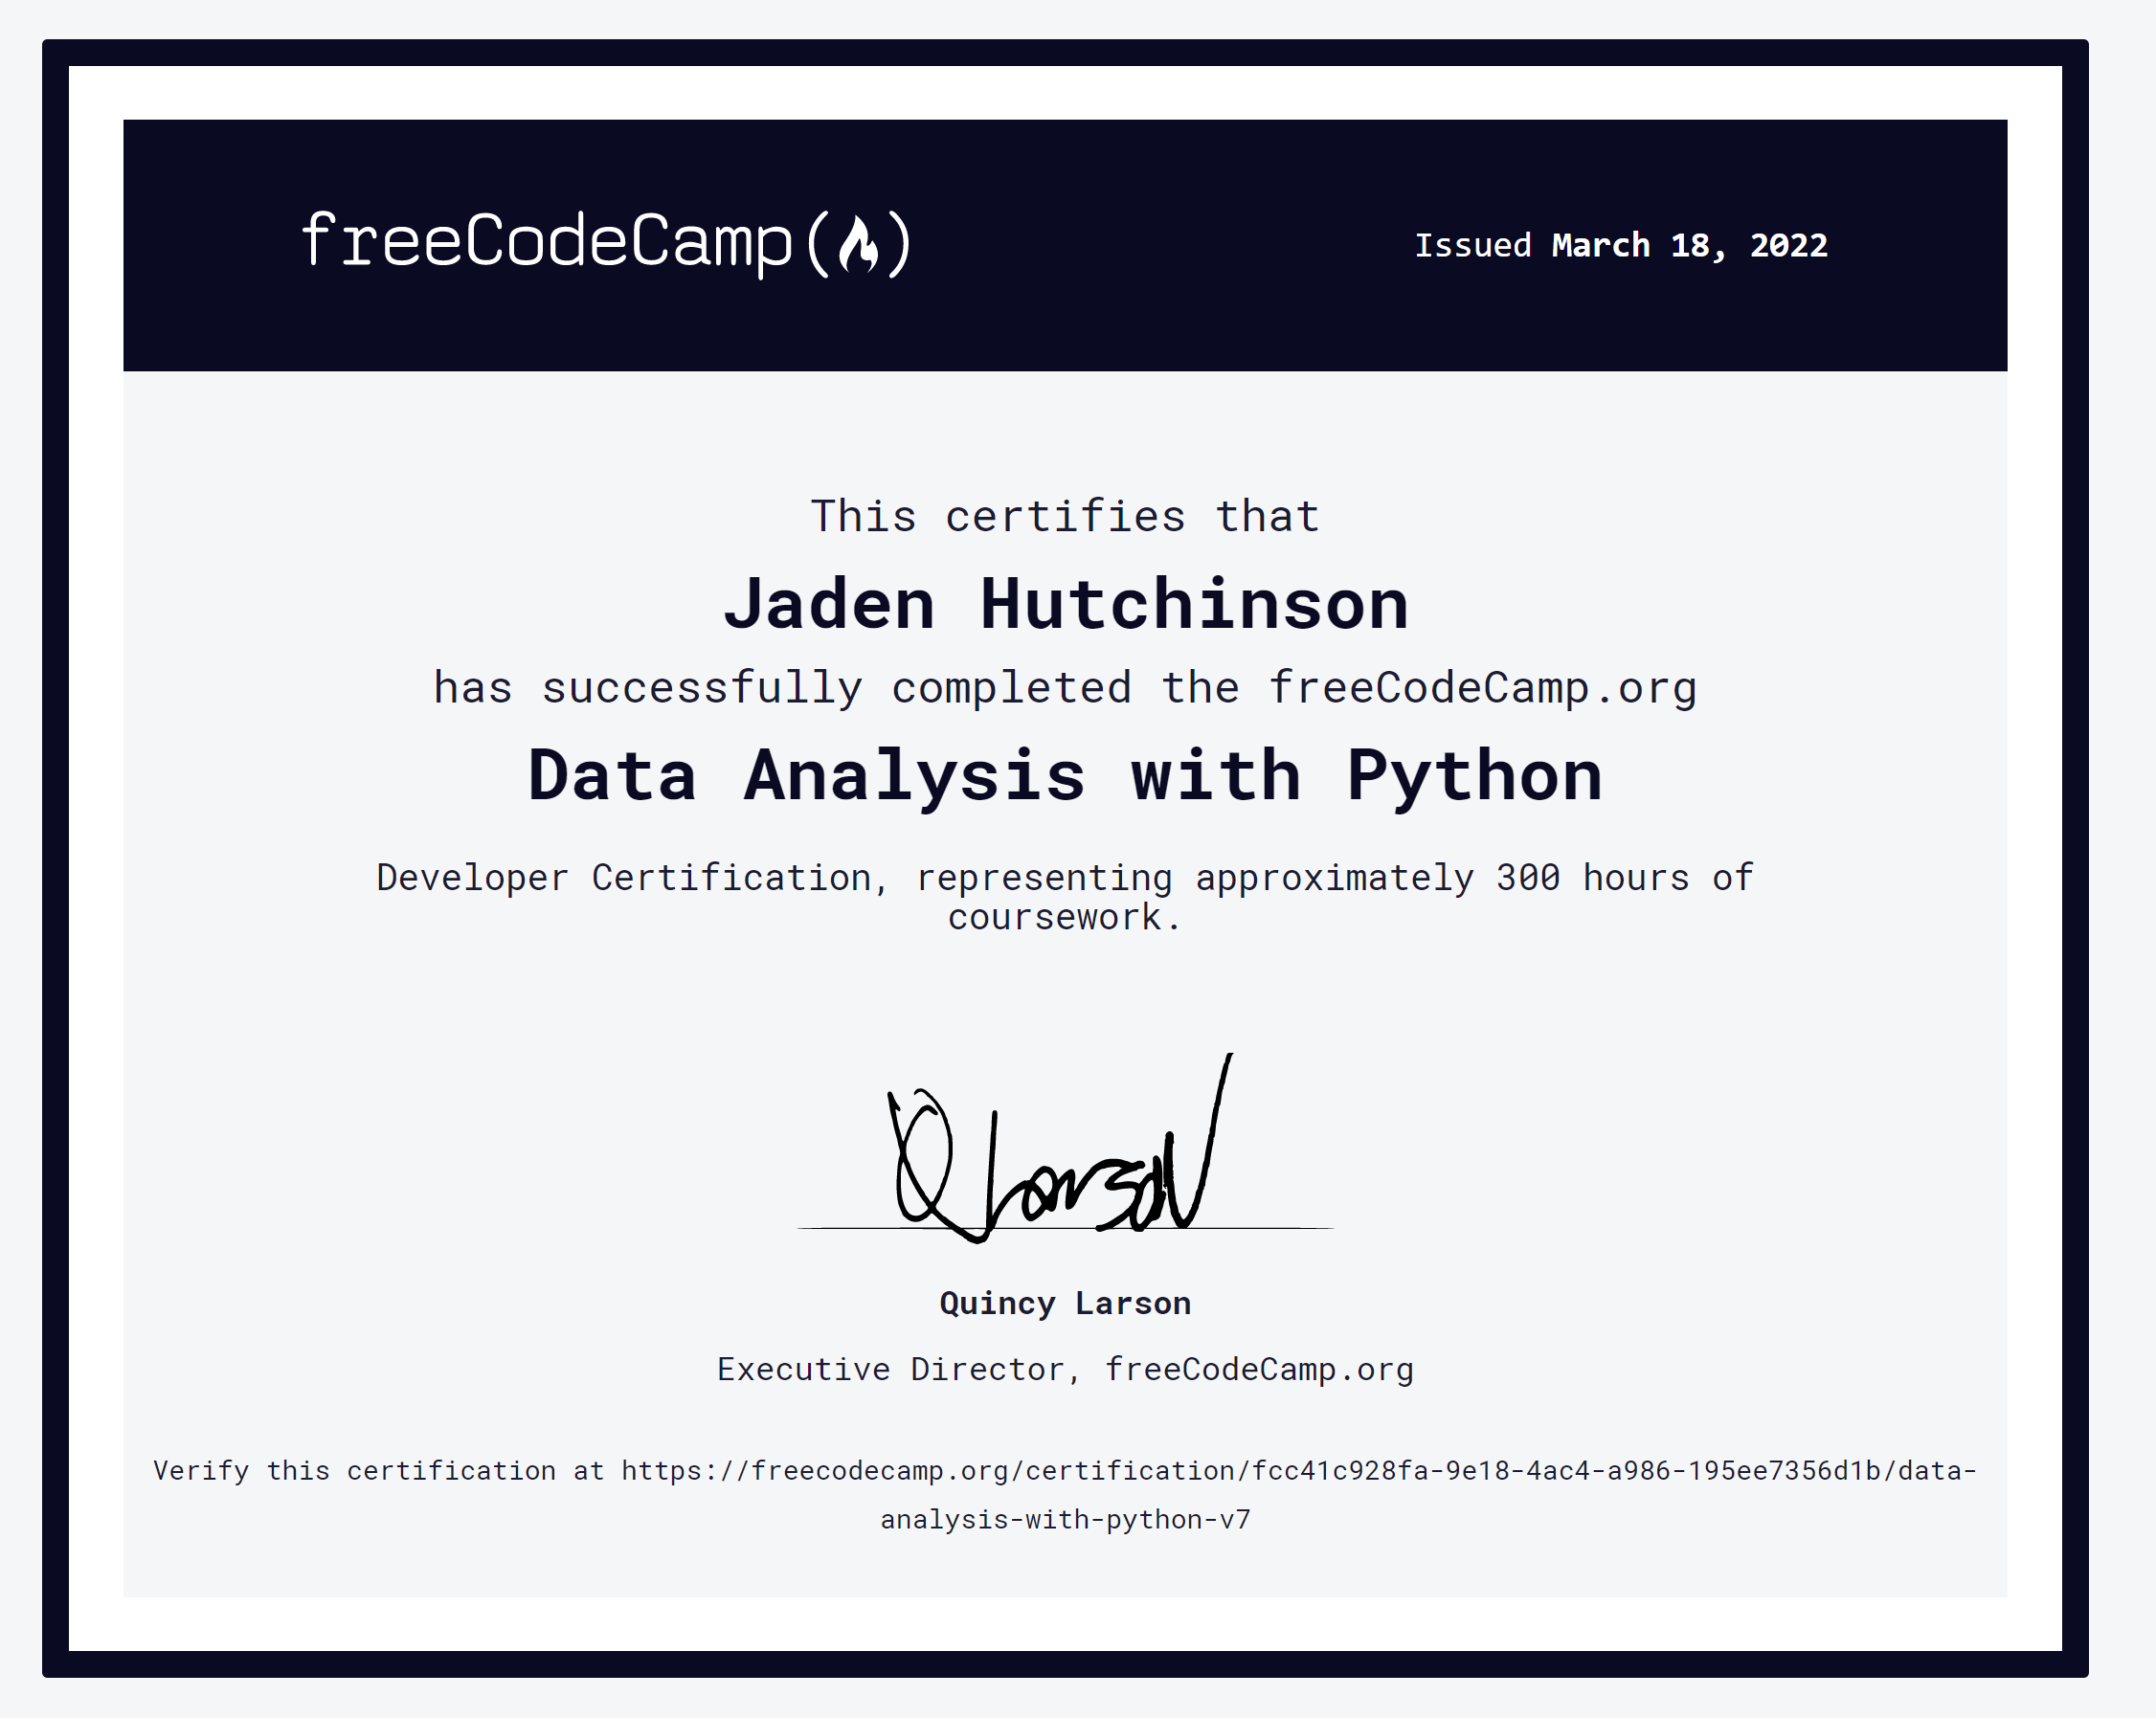 freeCodeCamp(🔥)
Issued March 18, 2022
This certifies that
Jaden Hutchinson
has successfully completed the freeCodeCamp.org
Data Analysis with Python
Developer Certification, representing approximately 300 hours of
coursework.
QLarson
Quincy Larson
Executive Director, freeCodeCamp.org
Verify this certification at https://freecodecamp.org/certification/fcc41c928fa-9e18-4ac4-a986-195ee7356d1b/data-
analysis-with-python-v7